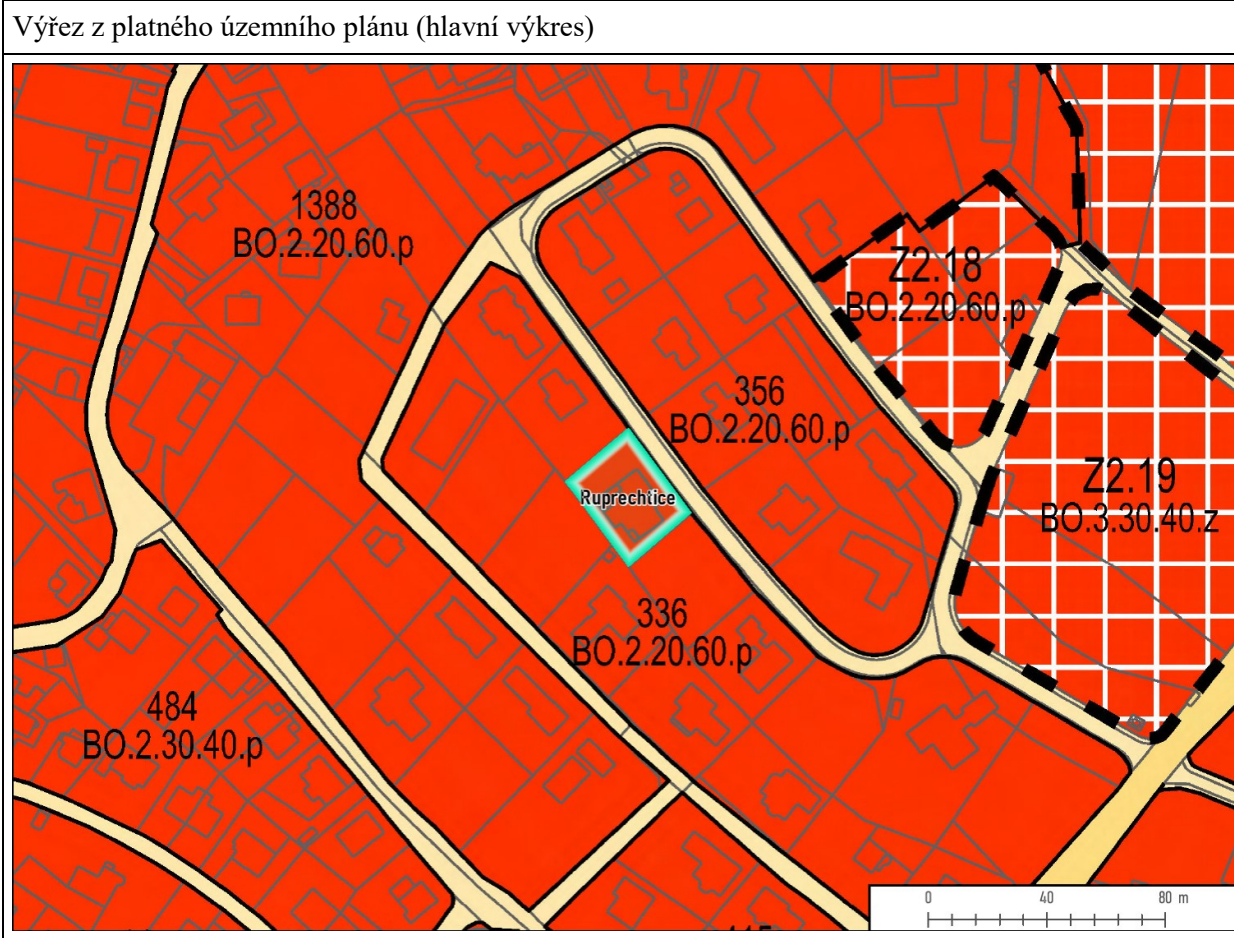 Výřez z platného územního plánu (hlavní výkres)
1388
BO.2.20.60.p
Z2.18
BO.2.20.60.p
356
BO.2.20.60.p
Z2.19
BO.3.30.40.z
Ruprechtice
336
BO.2.20.60.p
484
BO.2.30.40.p
0 40 80 m